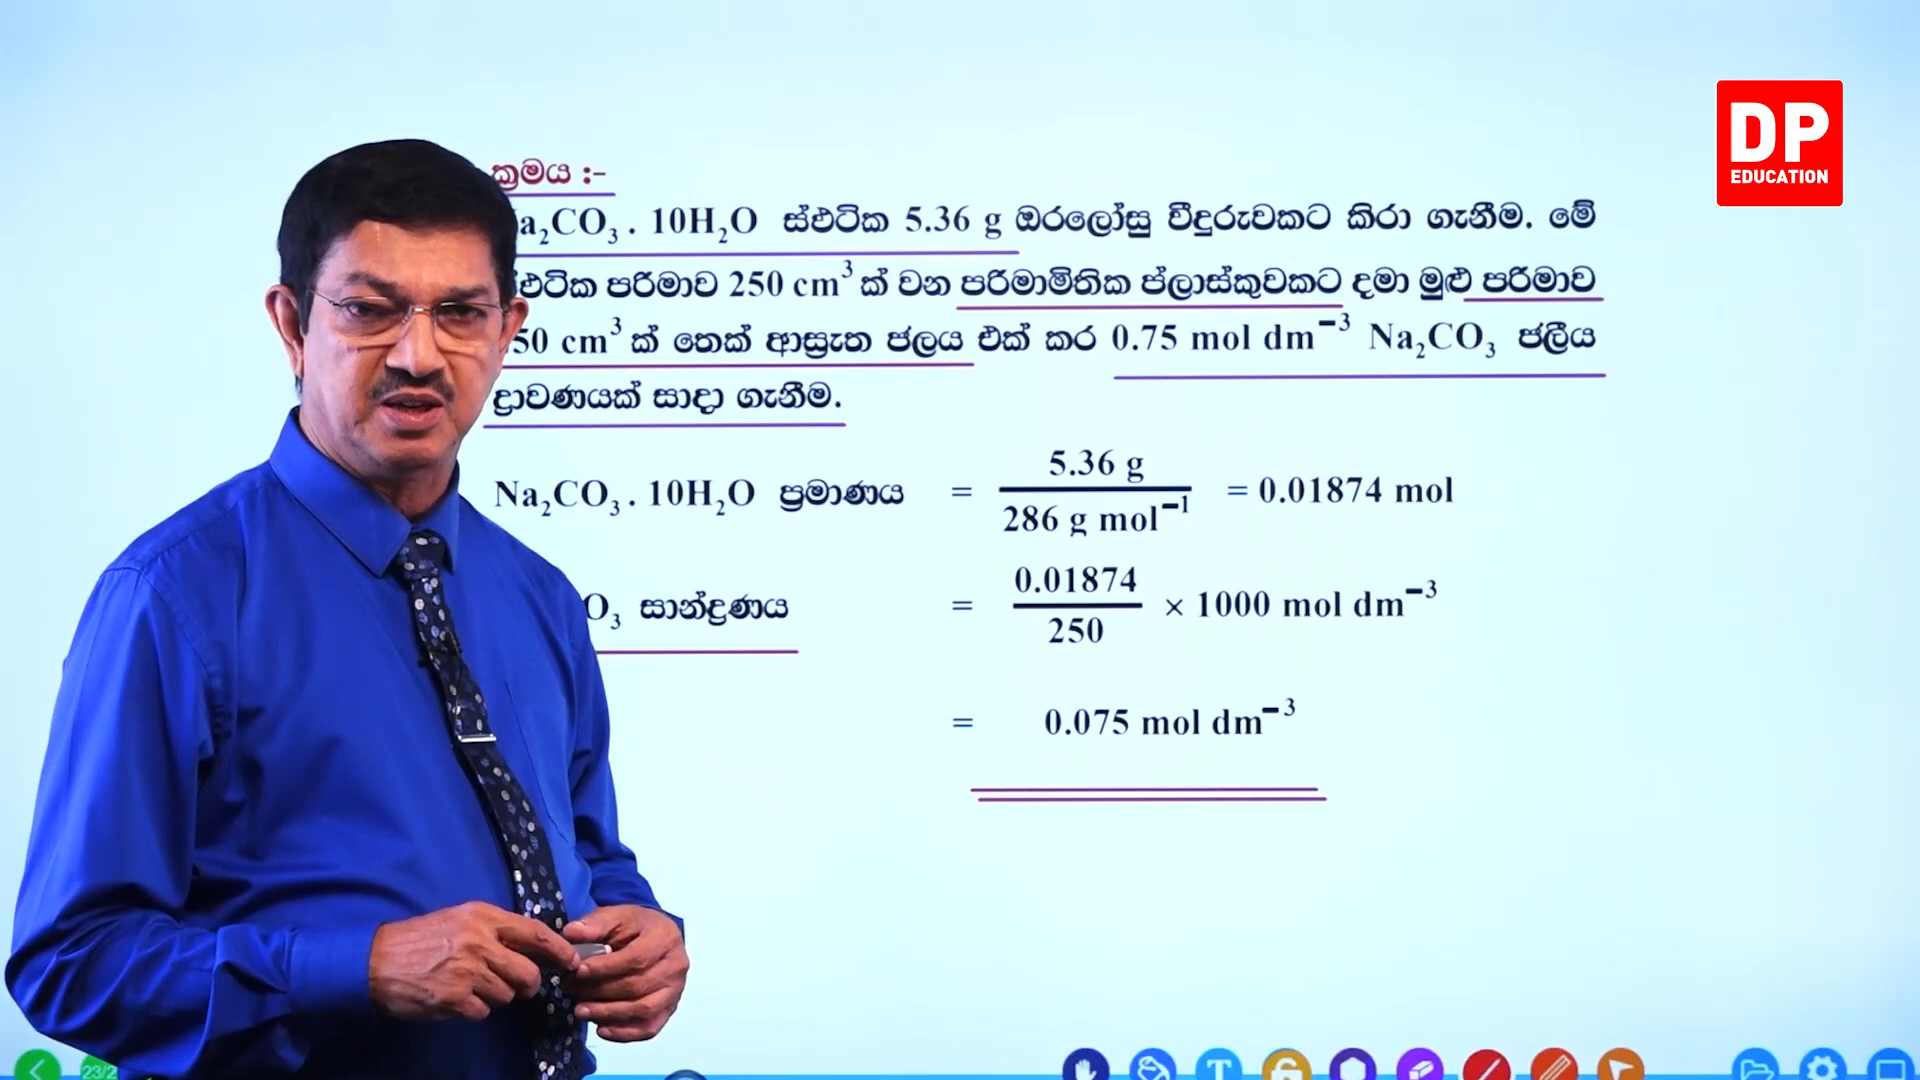 DP
EDUCATION
ක්‍රමය :-
a₂CO₃ . 10H₂O ස්ඵටික 5.36 g ඔරලෝසු වීදුරුවකට කිරා ගැනීම. මේ
ඵටික පරිමාව 250 cm³ ක් වන පරිමාමිතික ප්ලාස්කුවකට දමා මුළු පරිමාව
50 cm³ ක් තෙක් ආස්‍රැත ජලය එක් කර 0.75 mol dm⁻³ Na₂CO₃ ජලීය
ද්‍රාවණයක් සාදා ගැනීම.
Na₂CO₃ . 10H₂O ප්‍රමාණය = 5.36 g / 286 g mol⁻¹ = 0.01874 mol
O₃ සාන්ද්‍රණය = 0.01874 / 250 × 1000 mol dm⁻³
= 0.075 mol dm⁻³
23/2